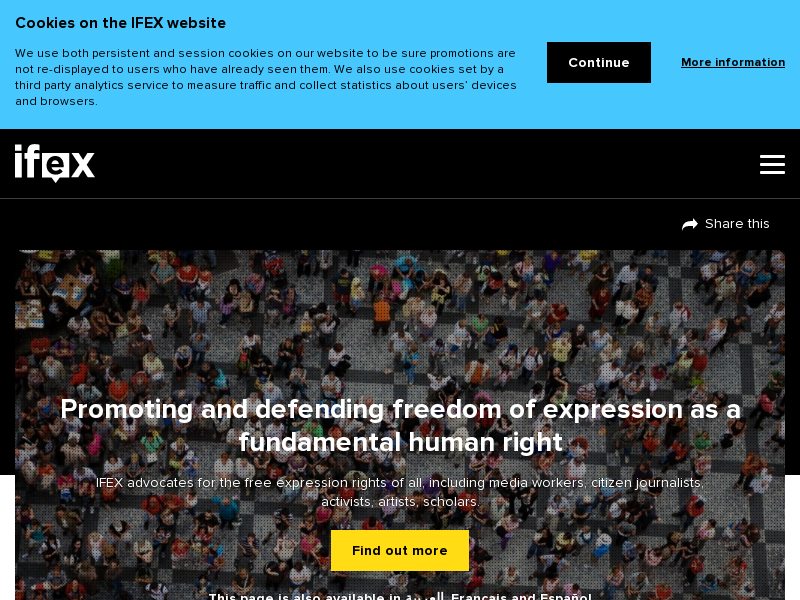 Cookies on the IFEX website
We use both persistent and session cookies on our website to be sure promotions are
not re-displayed to users who have already seen them. We also use cookies set by a
third party analytics service to measure traffic and collect statistics about users' devices
and browsers.
Continue
More information
ifex
Share this
Promoting and defending freedom of expression as a
fundamental human right
IFEX advocates for the free expression rights of all, including media workers, citizen journalists,
activists, artists, scholars.
Find out more
This page is also available in العربية, Français and Español